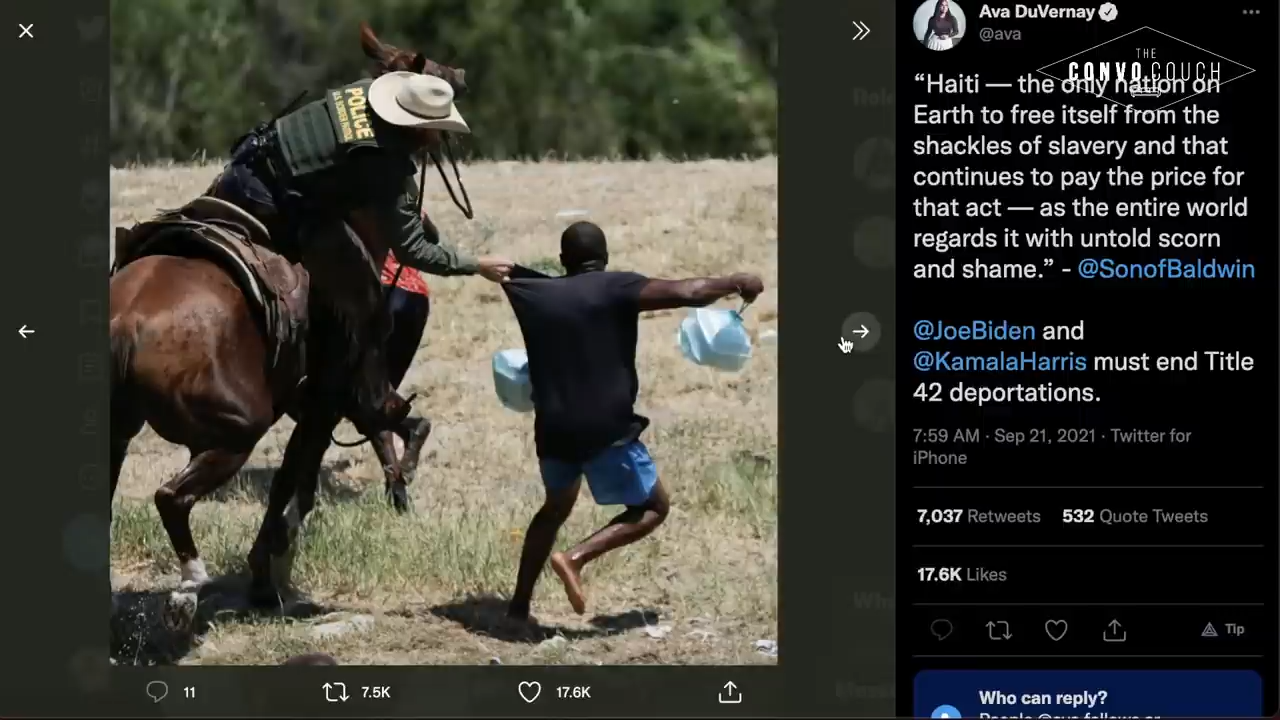 Ava DuVernay
@ava
THE
CONVO COUCH
“Haiti — the only nation on
Earth to free itself from the
shackles of slavery and that
continues to pay the price for
that act — as the entire world
regards it with untold scorn
and shame.” - @SonofBaldwin
@JoeBiden and
@KamalaHarris must end Title
42 deportations.
7:59 AM · Sep 21, 2021 · Twitter for
iPhone
7,037 Retweets 532 Quote Tweets
17.6K Likes
Tip
Who can reply?
POLICE
11 7.5K 17.6K